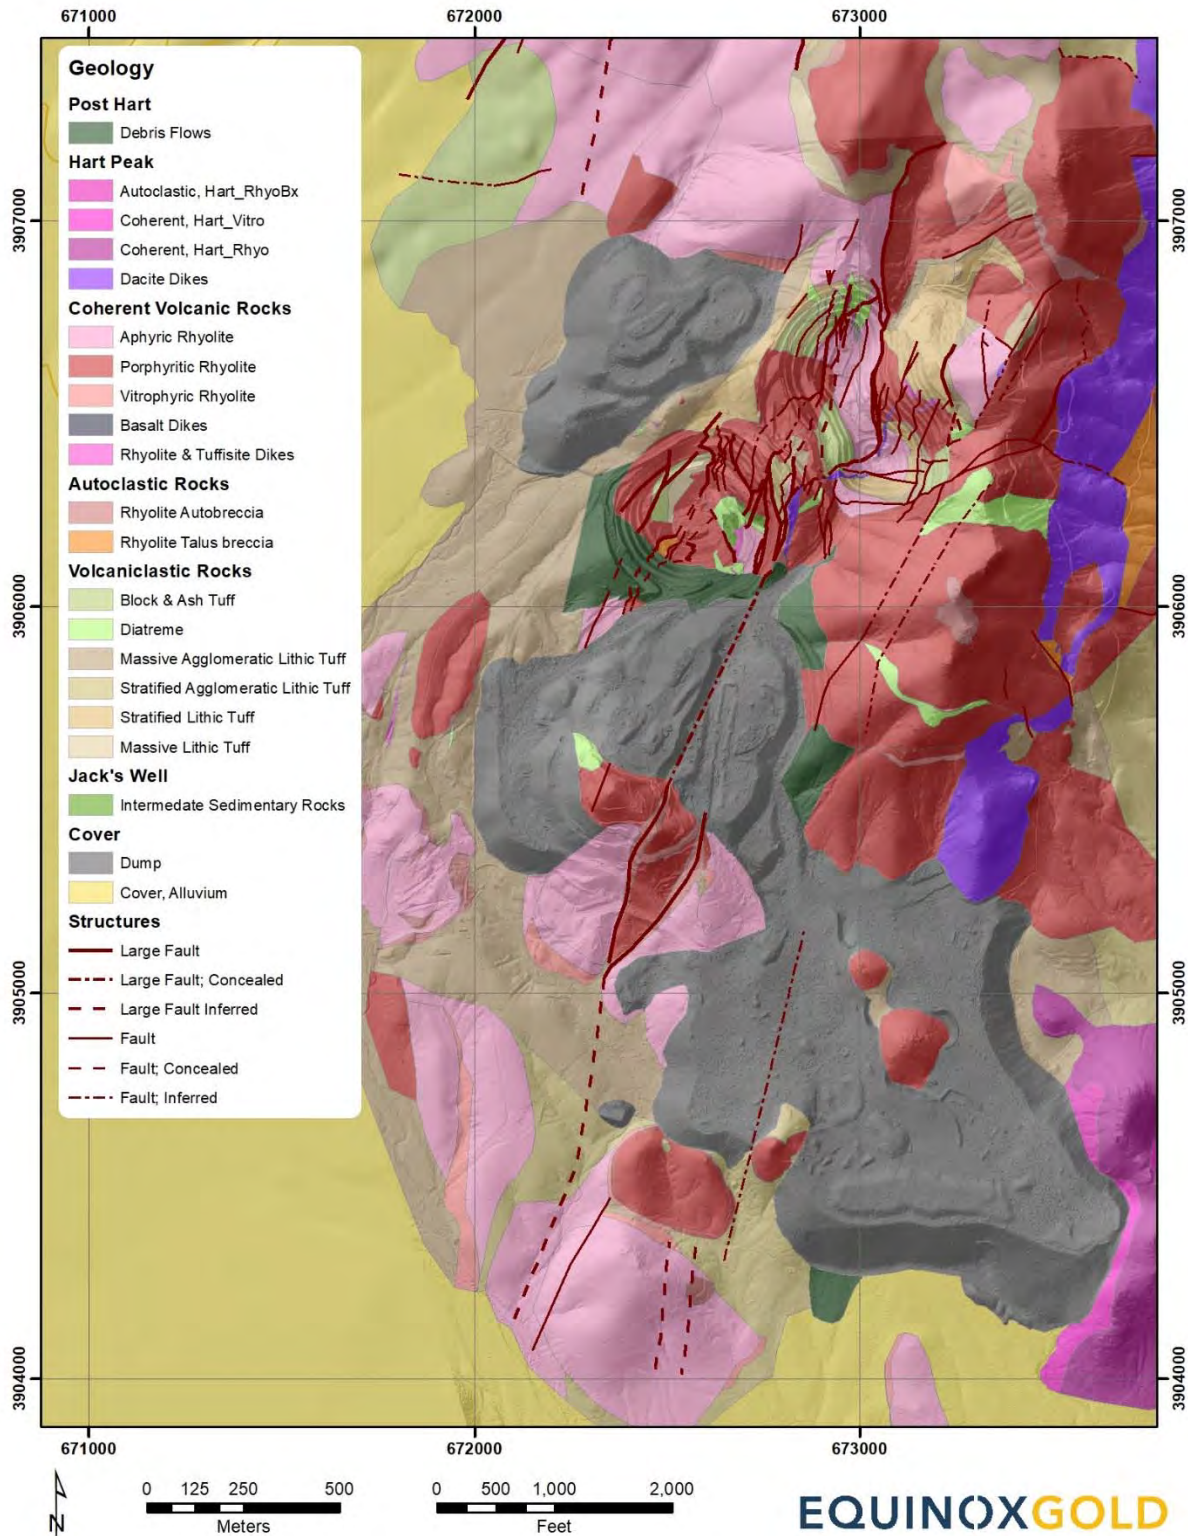 671000 672000 673000
Geology
Post Hart
Debris Flows
Hart Peak
Autoclastic, Hart_RhyoBx
Coherent, Hart_Vitro
Coherent, Hart_Rhyo
Dacite Dikes
Coherent Volcanic Rocks
Aphyric Rhyolite
Porphyritic Rhyolite
Vitrophyric Rhyolite
Basalt Dikes
Rhyolite & Tuffisite Dikes
Autoclastic Rocks
Rhyolite Autobreccia
Rhyolite Talus breccia
Volcaniclastic Rocks
Block & Ash Tuff
Diatreme
Massive Agglomeratic Lithic Tuff
Stratified Agglomeratic Lithic Tuff
Stratified Lithic Tuff
Massive Lithic Tuff
Jack's Well
Intermedate Sedimentary Rocks
Cover
Dump
Cover, Alluvium
Structures
Large Fault
Large Fault; Concealed
Large Fault Inferred
Fault
Fault; Concealed
Fault; Inferred
3907000
3906000
3905000
3904000
3907000
3906000
3905000
3904000
671000 672000 673000
N
0 125 250 500
Meters
0 500 1,000 2,000
Feet
EQUINOXGOLD